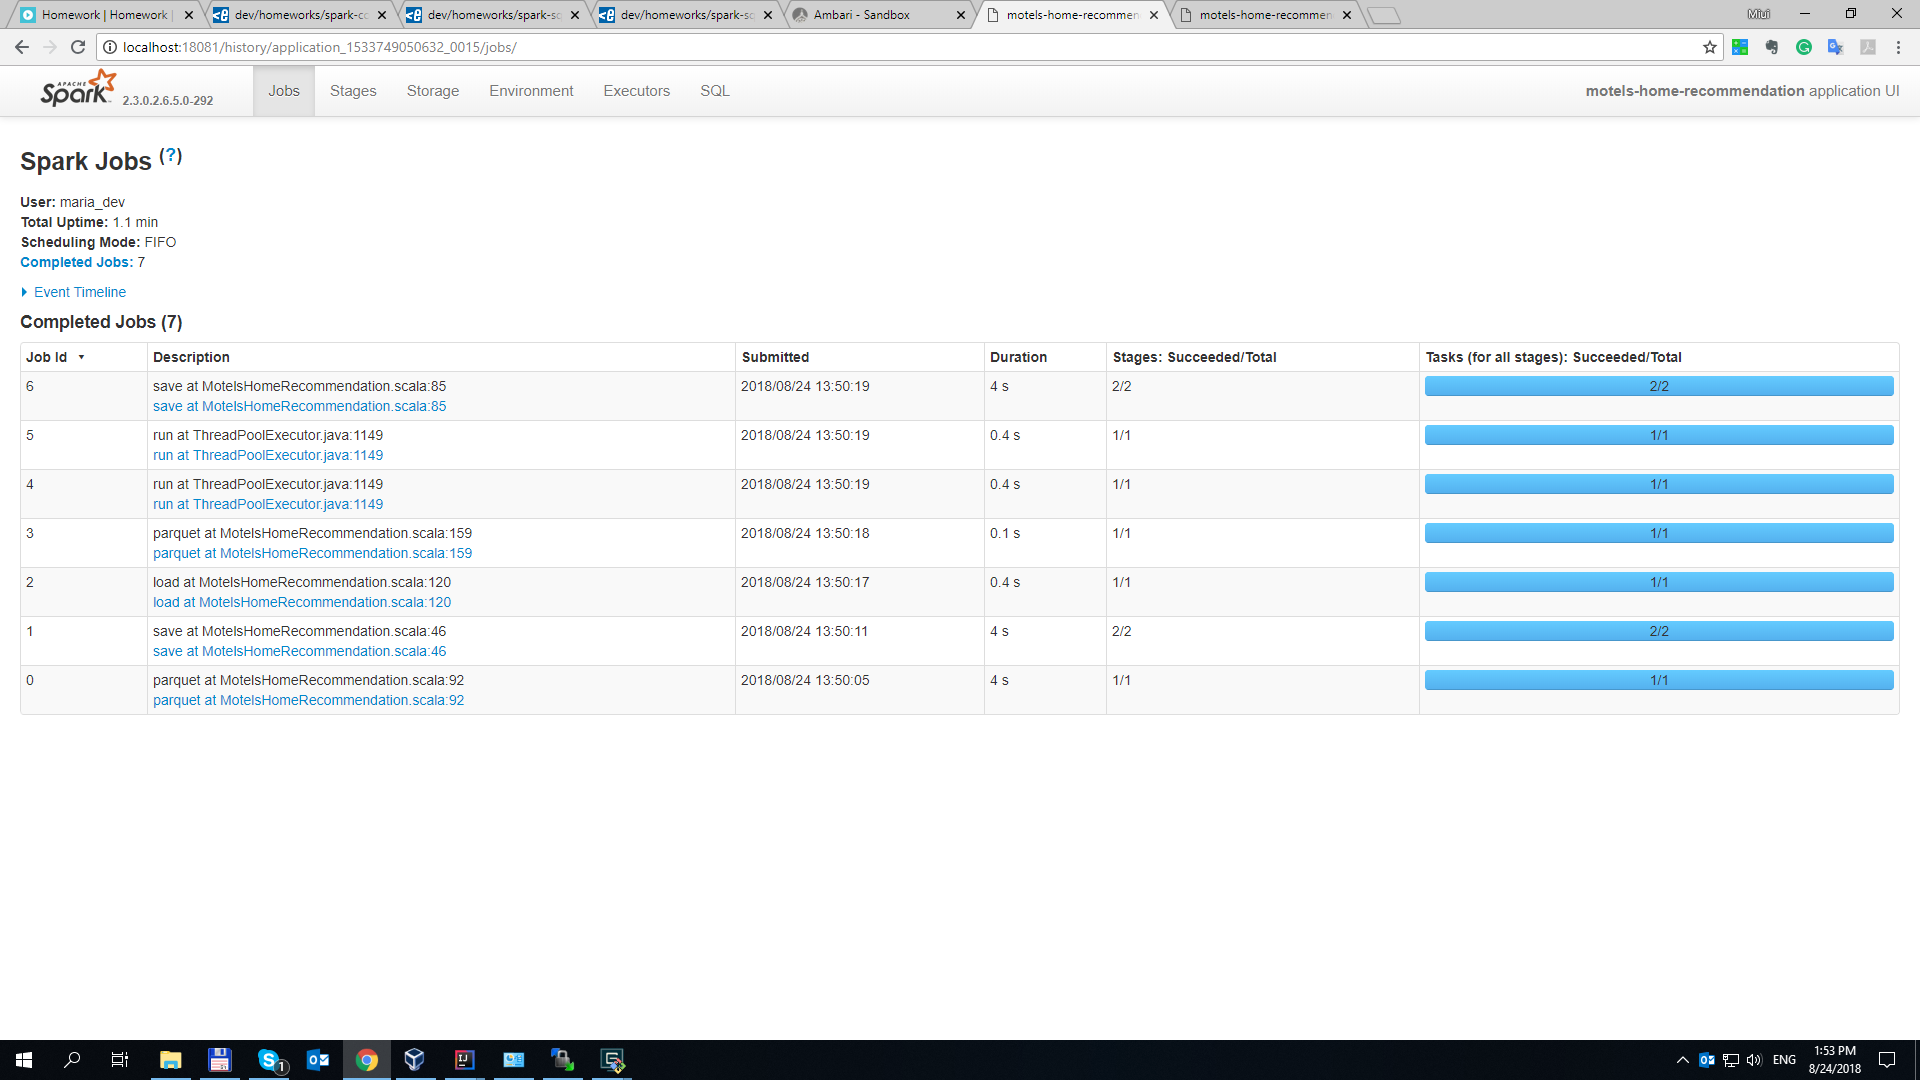 Homework | Homework |
dev/homeworks/spark-co
dev/homeworks/spark-sq
dev/homeworks/spark-sc
Ambari - Sandbox
motels-home-recommen
motels-home-recommen
Miui
localhost:18081/history/application_1533749050632_0015/jobs/
APACHE
Spark
2.3.0.2.6.5.0-292
Jobs
Stages
Storage
Environment
Executors
SQL
motels-home-recommendation application UI
Spark Jobs (?)
User: maria_dev
Total Uptime: 1.1 min
Scheduling Mode: FIFO
Completed Jobs: 7
Event Timeline
Completed Jobs (7)
Job Id ▾ Description Submitted Duration Stages: Succeeded/Total Tasks (for all stages): Succeeded/Total
6 save at MotelsHomeRecommendation.scala:85 2018/08/24 13:50:19 4 s 2/2 2/2
save at MotelsHomeRecommendation.scala:85
5 run at ThreadPoolExecutor.java:1149 2018/08/24 13:50:19 0.4 s 1/1 1/1
run at ThreadPoolExecutor.java:1149
4 run at ThreadPoolExecutor.java:1149 2018/08/24 13:50:19 0.4 s 1/1 1/1
run at ThreadPoolExecutor.java:1149
3 parquet at MotelsHomeRecommendation.scala:159 2018/08/24 13:50:18 0.1 s 1/1 1/1
parquet at MotelsHomeRecommendation.scala:159
2 load at MotelsHomeRecommendation.scala:120 2018/08/24 13:50:17 0.4 s 1/1 1/1
load at MotelsHomeRecommendation.scala:120
1 save at MotelsHomeRecommendation.scala:46 2018/08/24 13:50:11 4 s 2/2 2/2
save at MotelsHomeRecommendation.scala:46
0 parquet at MotelsHomeRecommendation.scala:92 2018/08/24 13:50:05 4 s 1/1 1/1
parquet at MotelsHomeRecommendation.scala:92
ENG
1:53 PM
8/24/2018